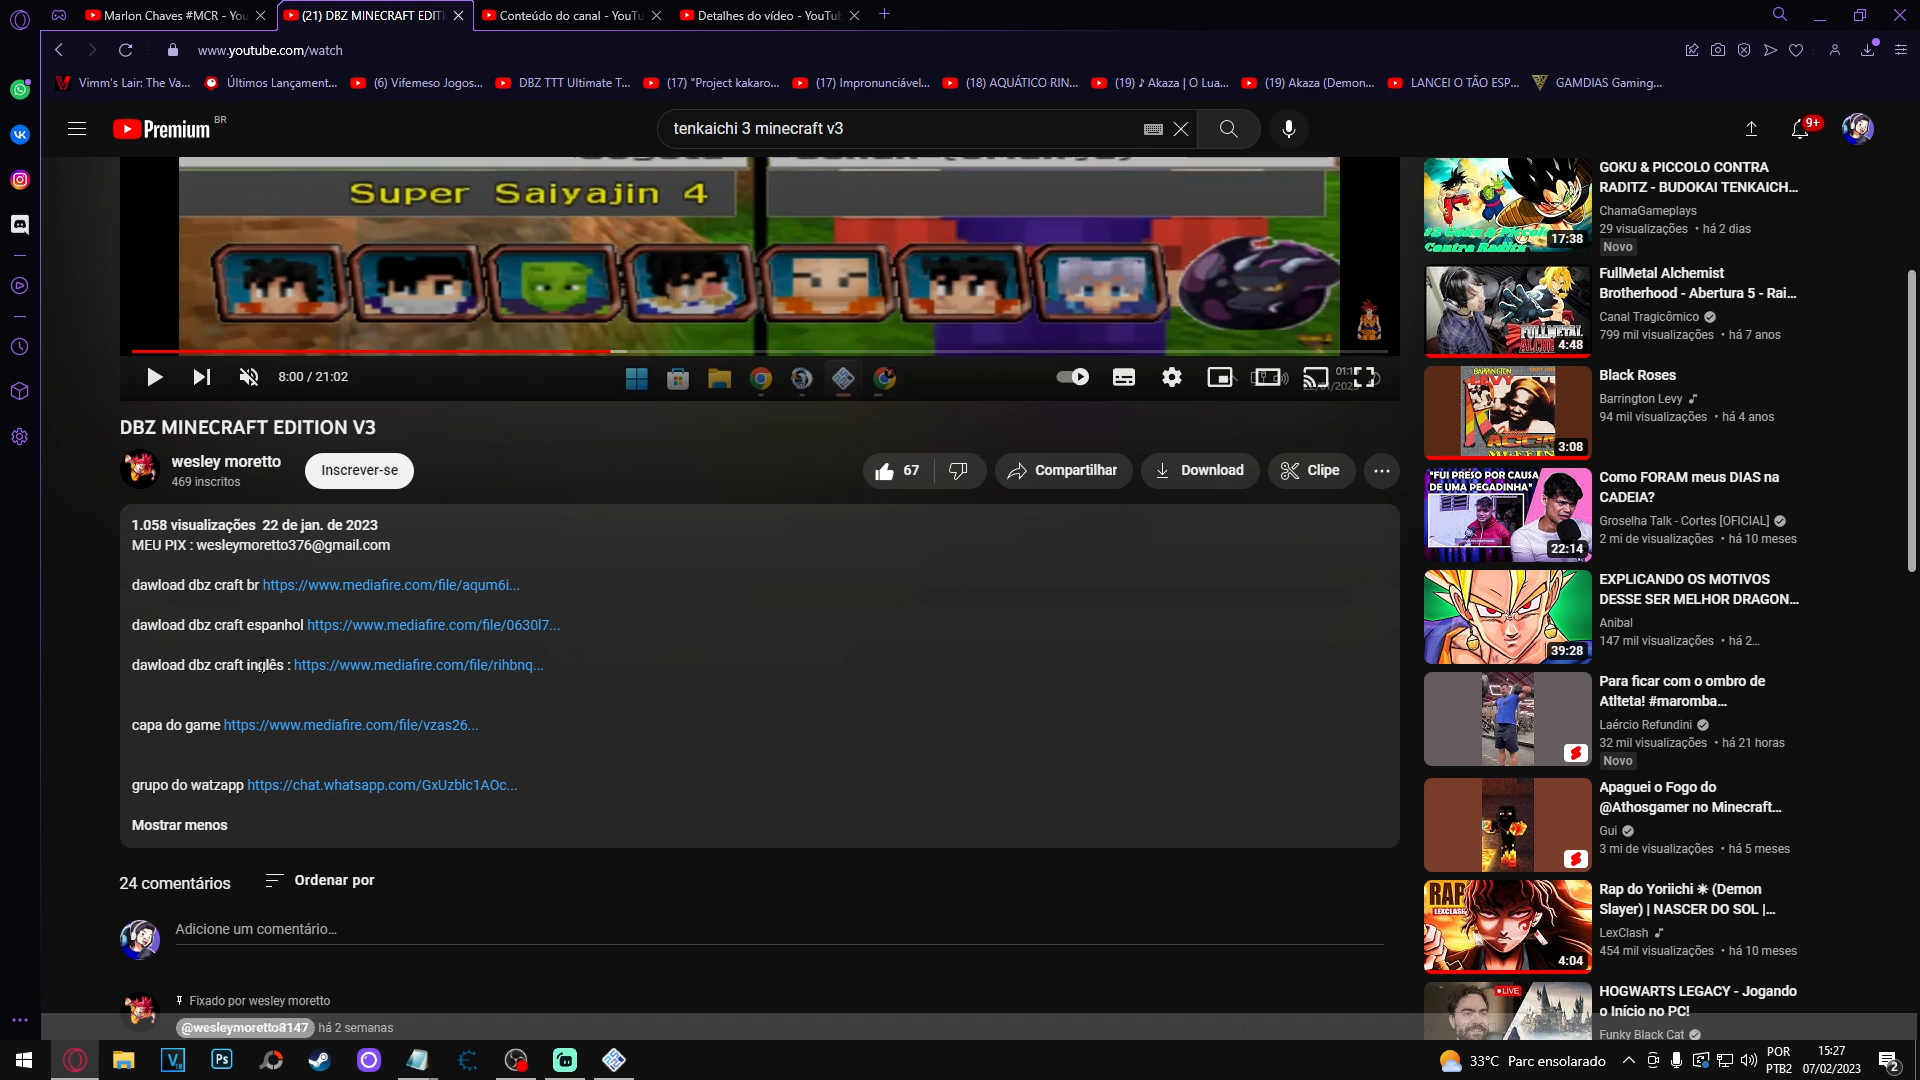 Marlon Chaves #MCR - You
(21) DBZ MINECRAFT EDITI
Conteúdo do canal - YouTu
Detalhes do vídeo - YouTub
www.youtube.com/watch
Vimm's Lair: The Va...
Últimos Lançament...
(6) Vifemeso Jogos...
DBZ TTT Ultimate T...
(17) "Project kakaro...
(17) Impronunciável...
(18) AQUÁTICO RIN...
(19) ♪ Akaza | O Lua...
(19) Akaza (Demon...
LANCEI O TÃO ESP...
GAMDIAS Gaming...
Premium BR
tenkaichi 3 minecraft v3
9+
Super Saiyajin 4
8:00 / 21:02
DBZ MINECRAFT EDITION V3
wesley moretto
469 inscritos
Inscrever-se
67
Compartilhar
Download
Clipe
1.058 visualizações 22 de jan. de 2023
MEU PIX : wesleymoretto376@gmail.com
dawload dbz craft br https://www.mediafire.com/file/aqum6i...
dawload dbz craft espanhol https://www.mediafire.com/file/0630l7...
dawload dbz craft inglês : https://www.mediafire.com/file/rihbnq...
capa do game https://www.mediafire.com/file/vzas26...
grupo do watzapp https://chat.whatsapp.com/GxUzblc1AOc...
Mostrar menos
24 comentários
Ordenar por
Adicione um comentário...
Fixado por wesley moretto
@wesleymoretto3147 há 2 semanas
GOKU & PICCOLO CONTRA
RADITZ - BUDOKAI TENKAICH...
ChamaGameplays
29 visualizações • há 2 dias
Novo
17:38
FullMetal Alchemist
Brotherhood - Abertura 5 - Rai...
Canal Tragicômico
799 mil visualizações • há 7 anos
4:48
Black Roses
Barrington Levy
94 mil visualizações • há 4 anos
3:08
"FUI PRESO POR CAUSA
DE UMA PEGADINHA"
Como FORAM meus DIAS na
CADEIA?
Groselha Talk - Cortes [OFICIAL]
2 mi de visualizações • há 10 meses
22:14
EXPLICANDO OS MOTIVOS
DESSE SER MELHOR DRAGON...
Anibal
147 mil visualizações • há 2...
39:28
Para ficar com o ombro de
Atlteta! #maromba...
Laércio Refundini
32 mil visualizações • há 21 horas
Novo
Apaguei o Fogo do
@Athosgamer no Minecraft...
Gui
3 mi de visualizações • há 5 meses
RAP
LEXCLASH
Rap do Yoriichi ☀ (Demon
Slayer) | NASCER DO SOL |...
LexClash
454 mil visualizações • há 10 meses
4:04
LIVE
HOGWARTS LEGACY - Jogando
o Início no PC!
Funky Black Cat
33°C Parc ensolarado
POR
PTB2
15:27
07/02/2023
2